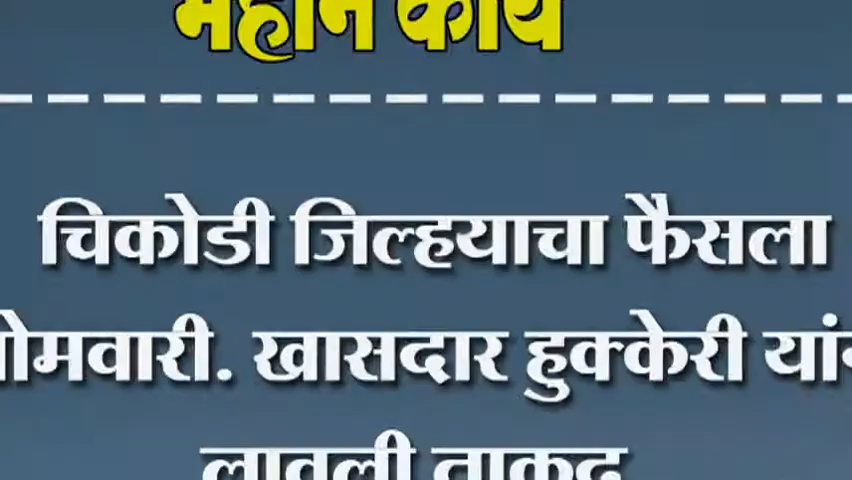 महान कार्य
चिकोडी जिल्हयाचा फैसला
सोमवारी. खासदार हुक्केरी
लावली ताकद